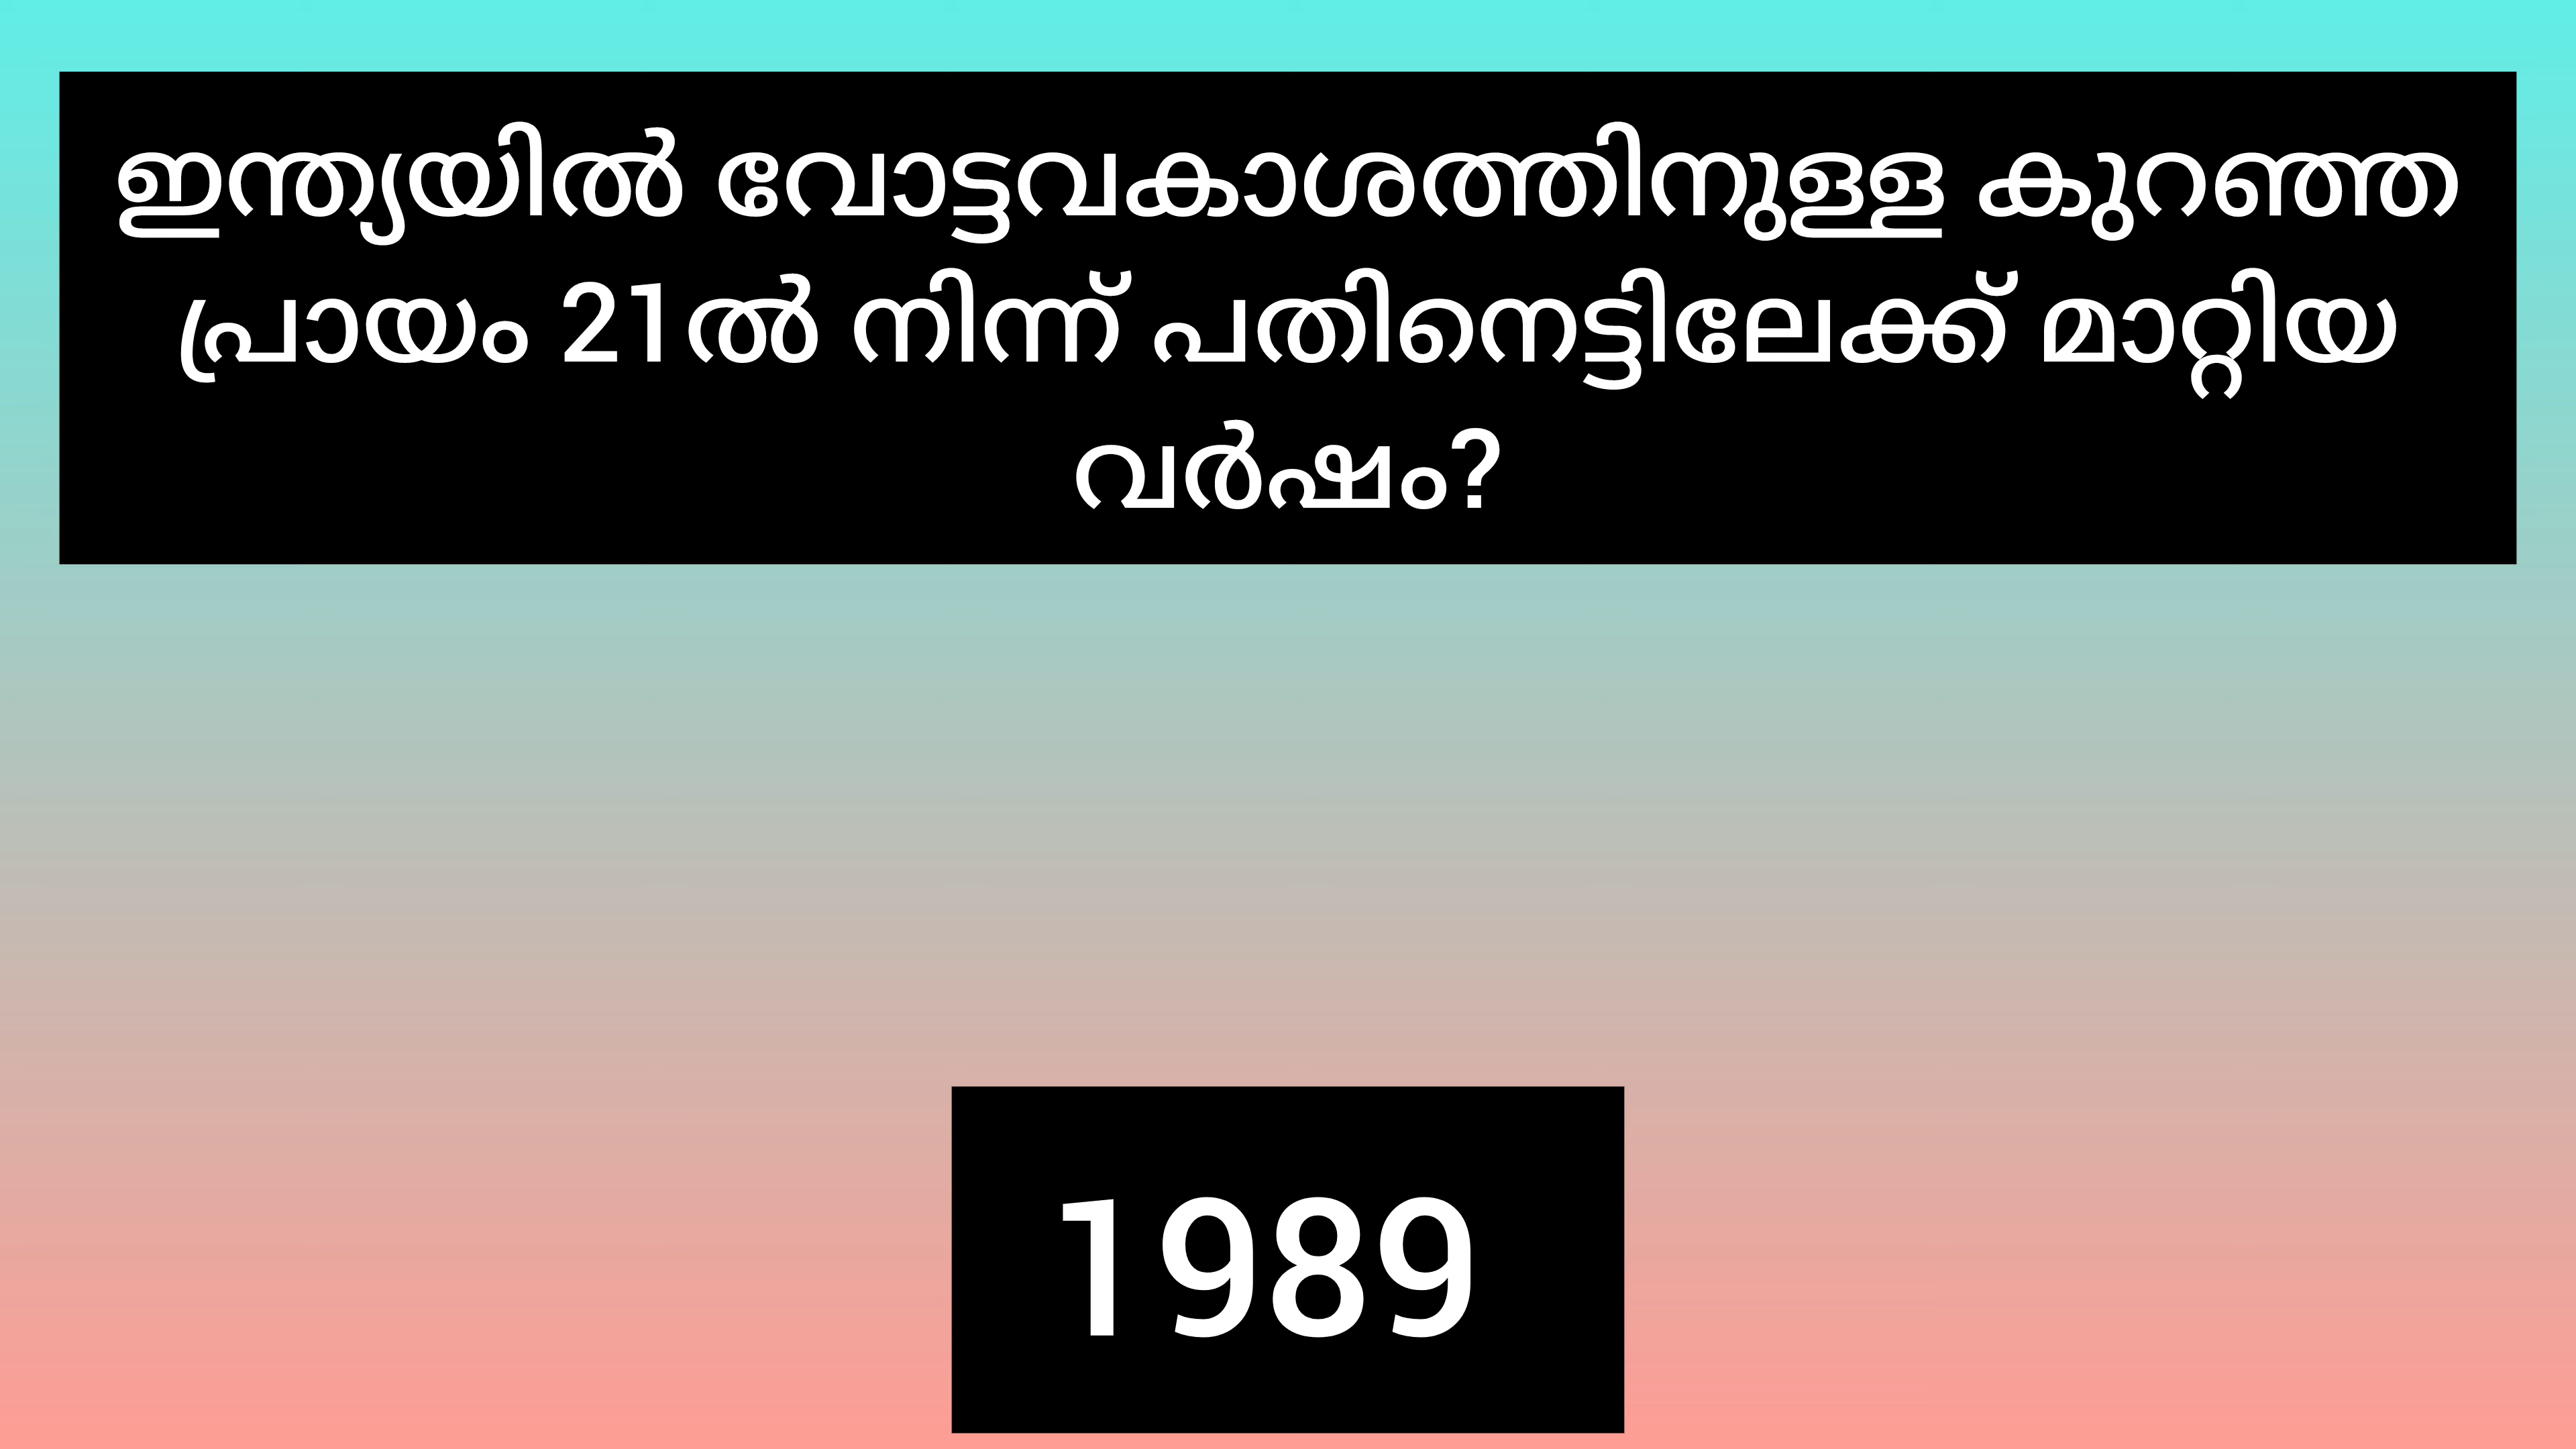 ഇന്ത്യയിൽ വോട്ടവകാശത്തിനുള്ള കുറഞ്ഞ
പ്രായം 21ൽ നിന്ന് പതിനെട്ടിലേക്ക് മാറ്റിയ
വർഷം?
1989